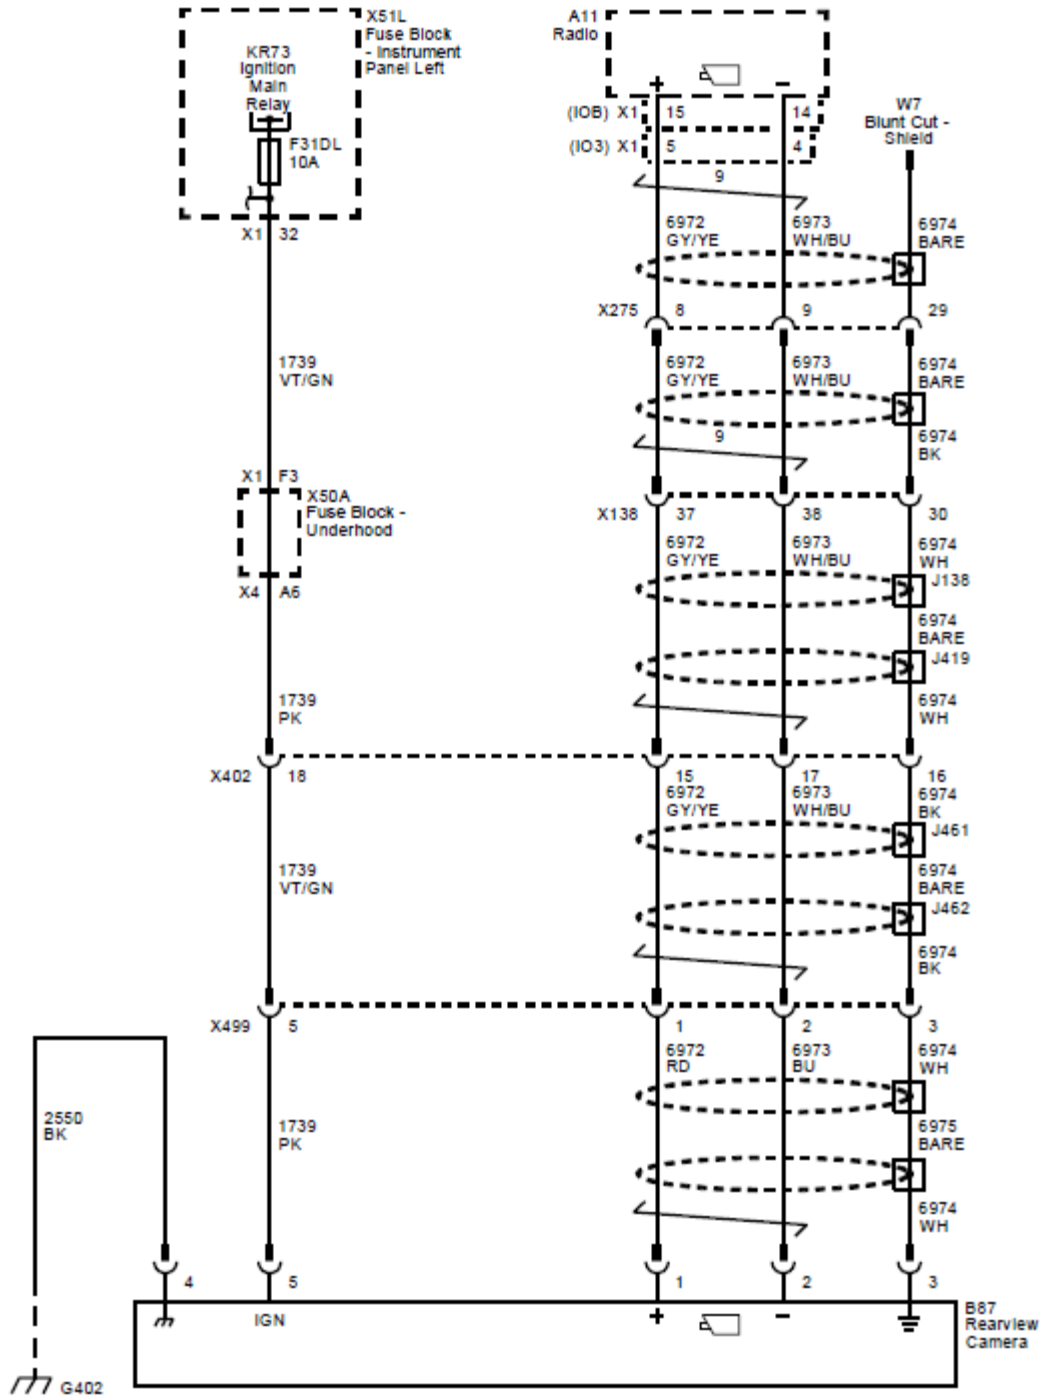 X51L
Fuse Block
- Instrument
Panel Left
KR73
Ignition
Main
Relay
F31DL
10A
X1 32
A11
Radio
+ −
(IOB) X1 15 14
(IO3) X1 5 4
W7
Blunt Cut -
Shield
9
6972
GY/YE
6973
WH/BU
6974
BARE
X275 8 9 29
1739
VT/GN
6972
GY/YE
6973
WH/BU
6974
BARE
9
6974
BK
X1 F3
X50A
Fuse Block -
Underhood
X4 A6
X138 37 38 30
6972
GY/YE
6973
WH/BU
6974
WH
J138
6974
BARE
J419
1739
PK
6974
WH
X402 18 15 17 16
6972
GY/YE
6973
WH/BU
6974
BK
J461
1739
VT/GN
6974
BARE
J462
6974
BK
X499 5 1 2 3
6972
RD
6973
BU
6974
WH
2550
BK
1739
PK
6975
BARE
6974
WH
4 5 1 2 3
IGN
+ −
B87
Rearview
Camera
G402